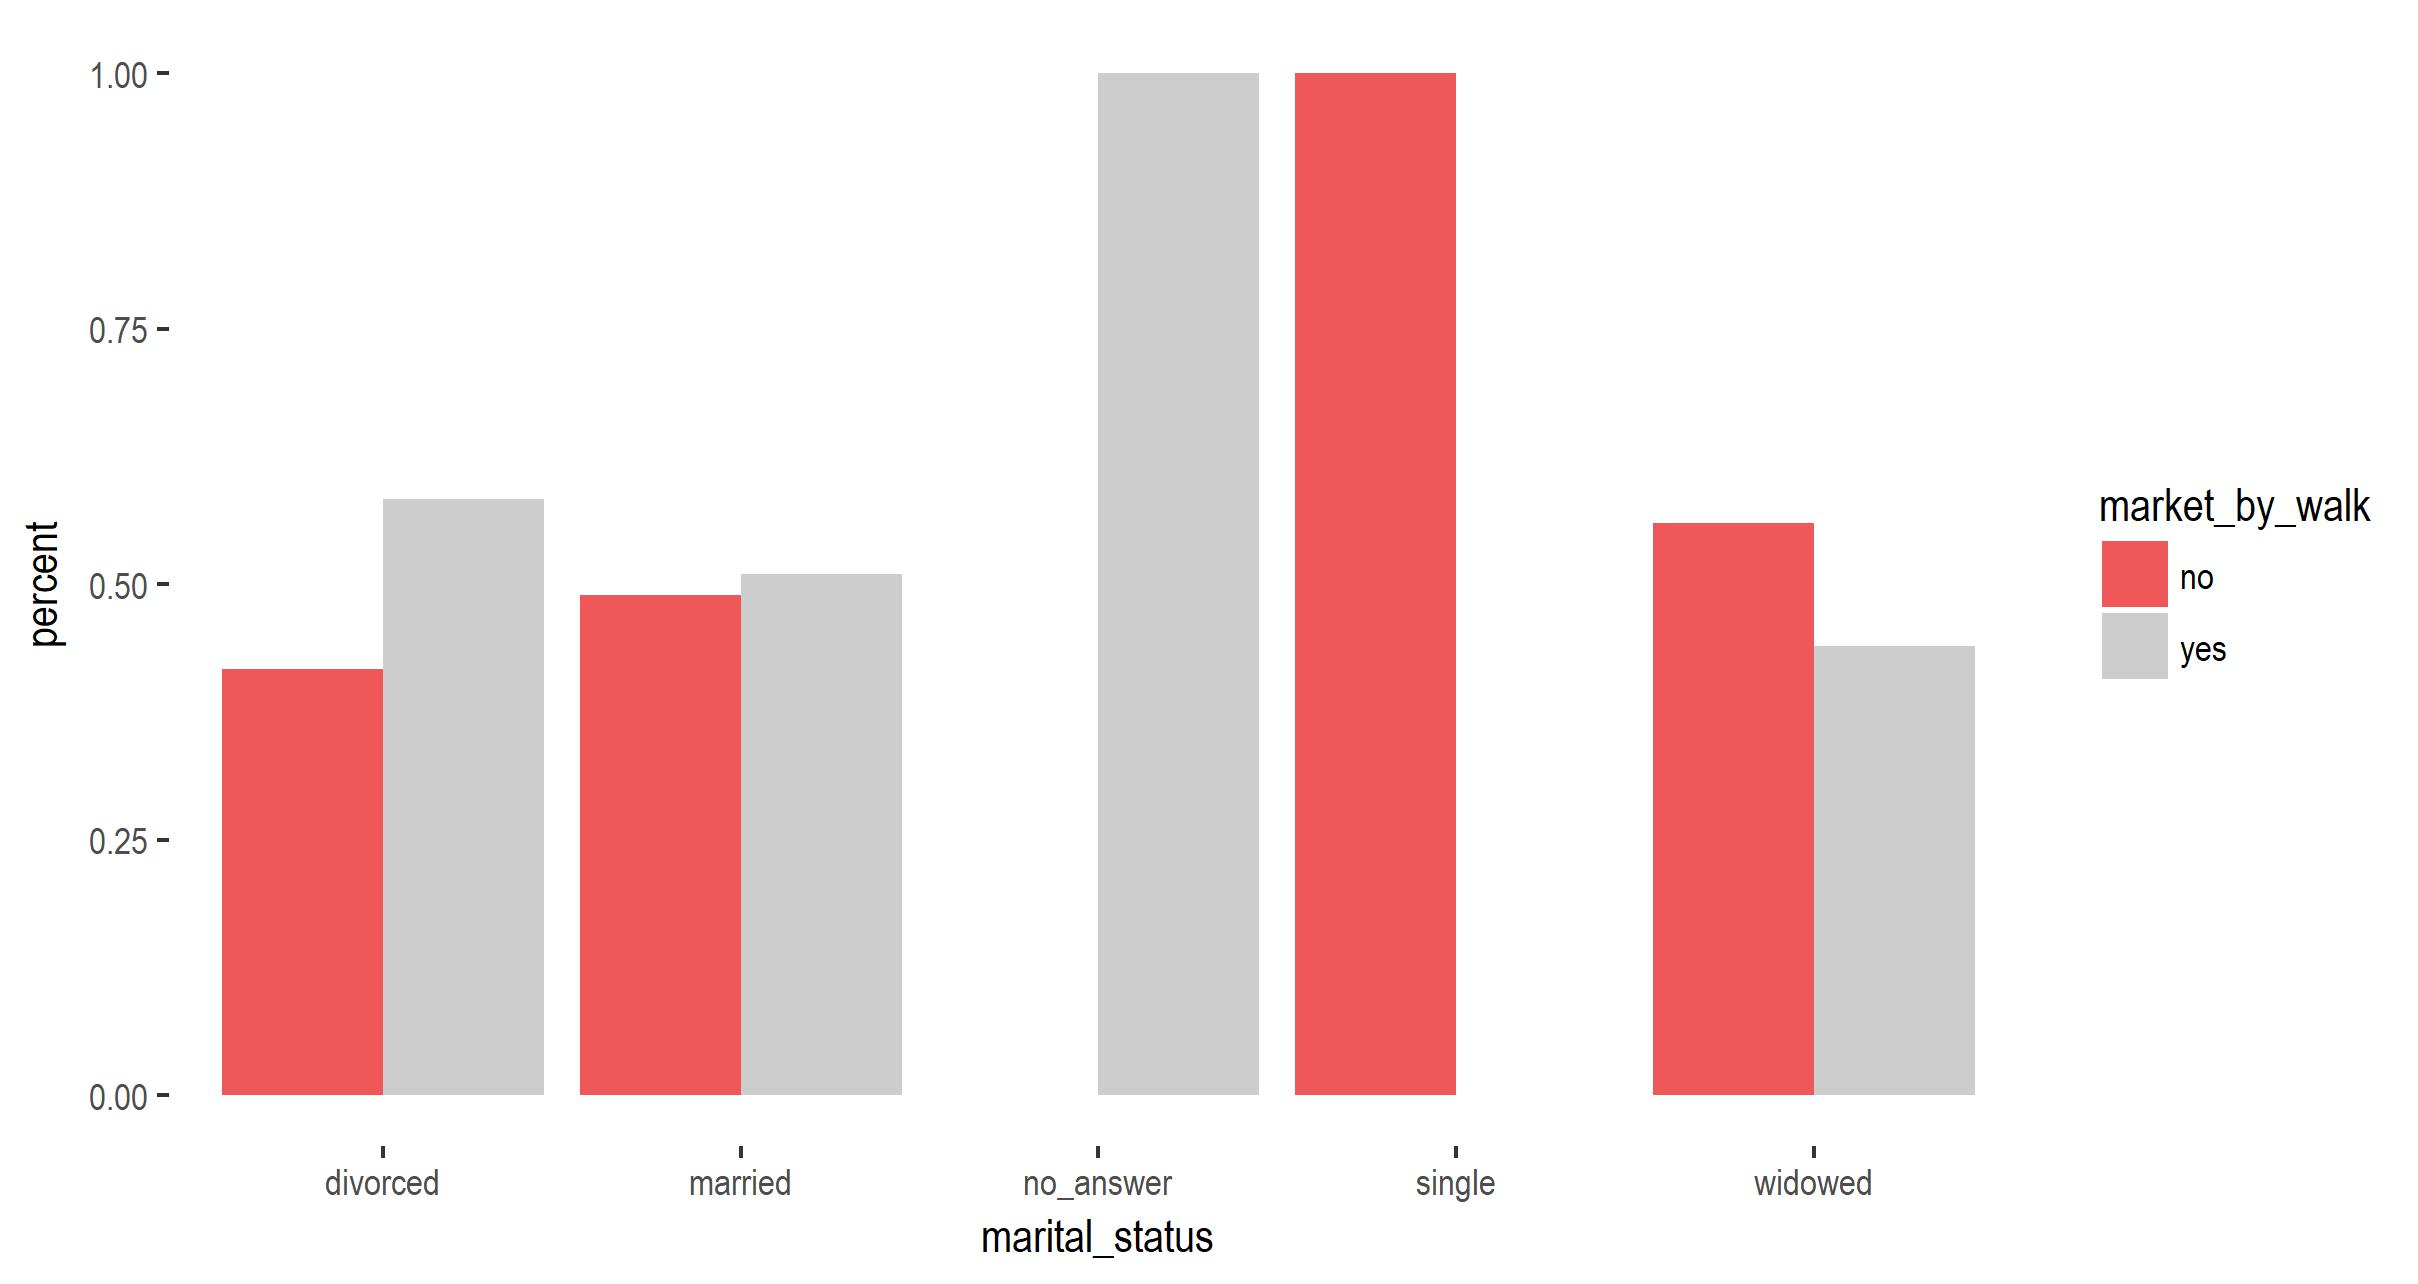 percent
1.00
0.75
0.50
0.25
0.00
divorced married no_answer single widowed
marital_status
market_by_walk
no
yes